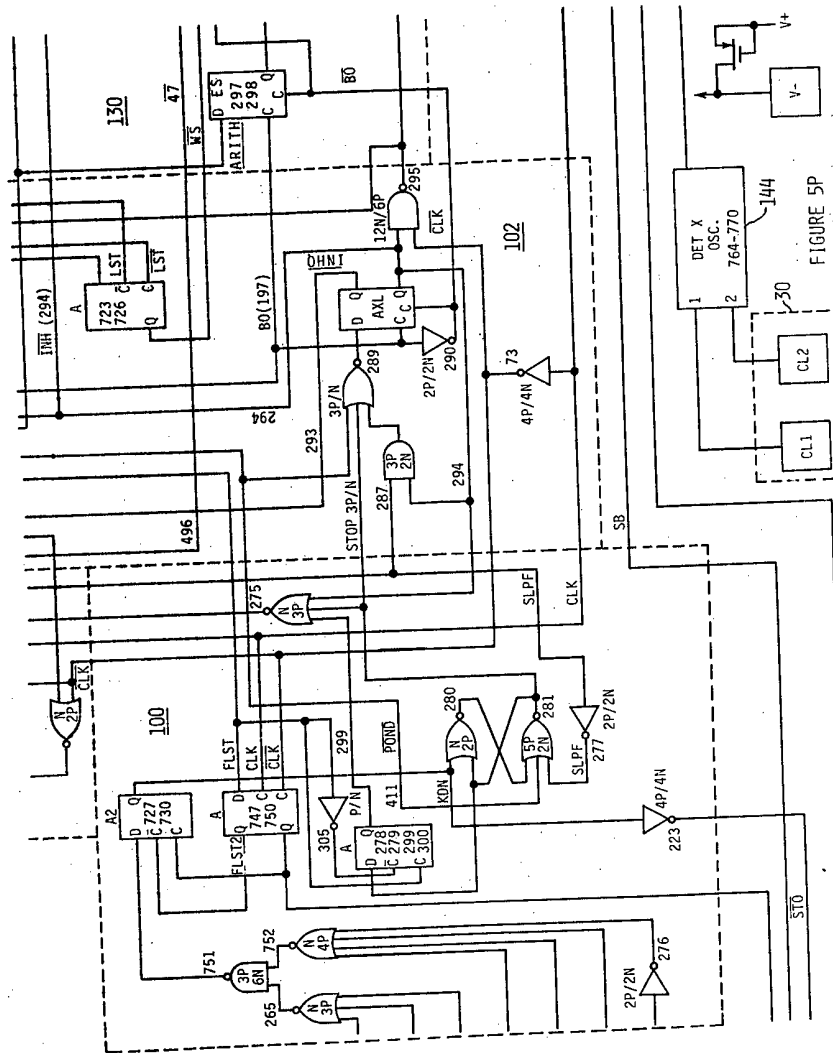 130
D ES
297
298
C
C Q
ARITH
47
WS
BO
A
723
726
Q
LST
C
C
LST
INH (294)
294
BO(197)
INHQ
12N/6P
295
CLK
102
D Q
AXL
C Q
C
289
3P/N
2P/2N
290
293
STOP 3P/N
3P
2N
287
294
73
4P/4N
496
275
N
3P
SLPF
CLK
SB
N
2P
CLK
100
A2
D Q
727
C 730
C
A
D
747
Q 750 C
C
Q
FLST
CLK
CLK
FLST2
299
P/N
305
A
278 Q
D 279
C 299
C 300
POND
411
KDN
N
2P
280
5P
2N
281
SLPF
277
2P/2N
4P/4N
223
STO
751
3P
6N
752
N
4P
265
N
3P
2P/2N
276
V+
V-
DET X
OSC.
764-770
1
2
144
30
CL1
CL2
FIGURE 5P